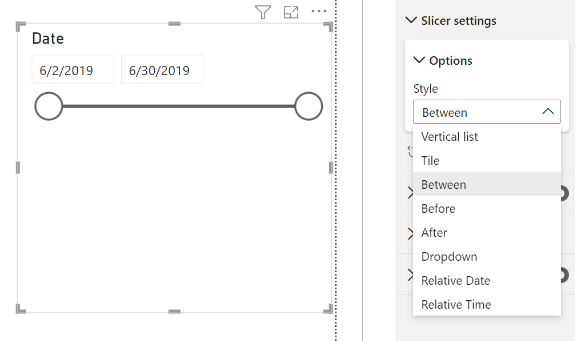 Date
6/2/2019
6/30/2019
Slicer settings
Options
Style
Between
Vertical list
Tile
Between
Before
After
Dropdown
Relative Date
Relative Time